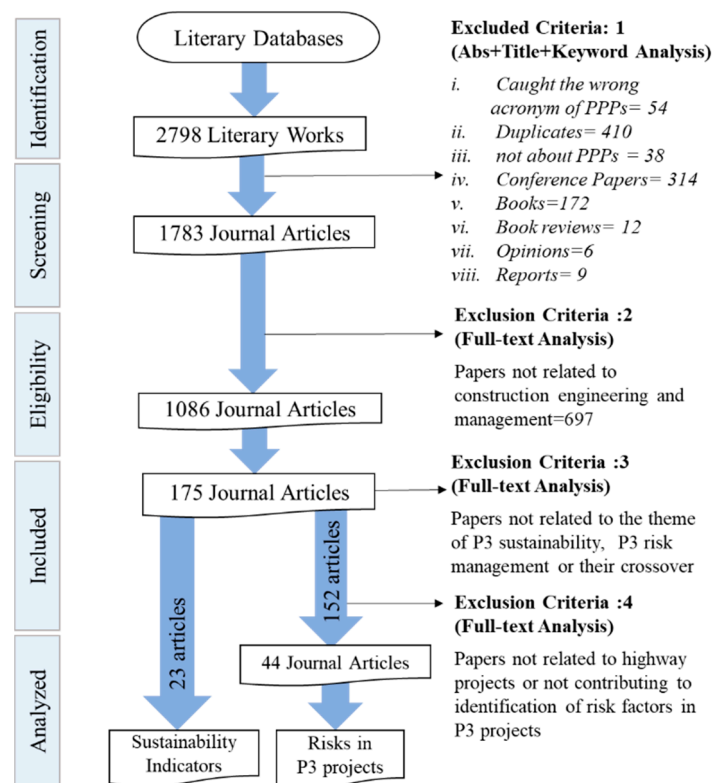 Identification
Screening
Eligibility
Included
Analyzed
Literary Databases
2798 Literary Works
1783 Journal Articles
1086 Journal Articles
175 Journal Articles
23 articles
152 articles
44 Journal Articles
Sustainability
Indicators
Risks in
P3 projects
Excluded Criteria: 1
(Abs+Title+Keyword Analysis)
i. Caught the wrong
acronym of PPPs= 54
ii. Duplicates= 410
iii. not about PPPs = 38
iv. Conference Papers= 314
v. Books=172
vi. Book reviews= 12
vii. Opinions=6
viii. Reports= 9
Exclusion Criteria :2
(Full-text Analysis)
Papers not related to
construction engineering and
management=697
Exclusion Criteria :3
(Full-text Analysis)
Papers not related to the theme
of P3 sustainability, P3 risk
management or their crossover
Exclusion Criteria :4
(Full-text Analysis)
Papers not related to highway
projects or not contributing to
identification of risk factors in
P3 projects